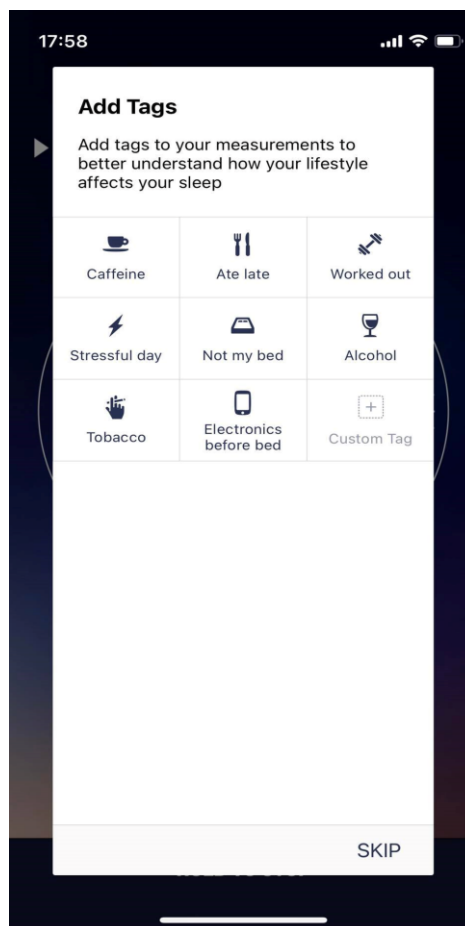 17:58
Add Tags
Add tags to your measurements to
better understand how your lifestyle
affects your sleep
Caffeine
Ate late
Worked out
Stressful day
Not my bed
Alcohol
Tobacco
Electronics
before bed
Custom Tag
SKIP